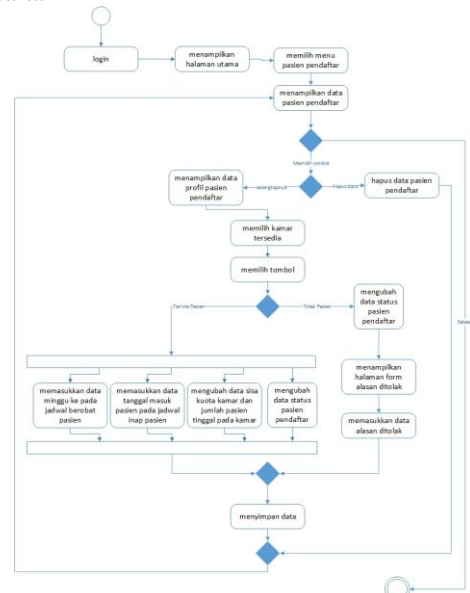 login
menampilkan
halaman utama
memilih menu
pasien pendaftar
menampilkan data
pasien pendaftar
Memilih tombol
menampilkan data
profil pasien
pendaftar
selengkapnya
Hapus data
hapus data pasien
pendaftar
memilih kamar
tersedia
memilih tombol
Terima Pasien
Tolak Pasien
mengubah
data status
pasien
pendaftar
Selesai
memasukkan data
minggu ke pada
jadwal berobat
pasien
memasukkan data
tanggal masuk
pasien pada jadwal
inap pasien
mengubah data sisa
kuota kamar dan
jumlah pasien
tinggal pada kamar
mengubah
data status
pasien
pendaftar
menampilkan
halaman form
alasan ditolak
memasukkan data
alasan ditolak
menyimpan data